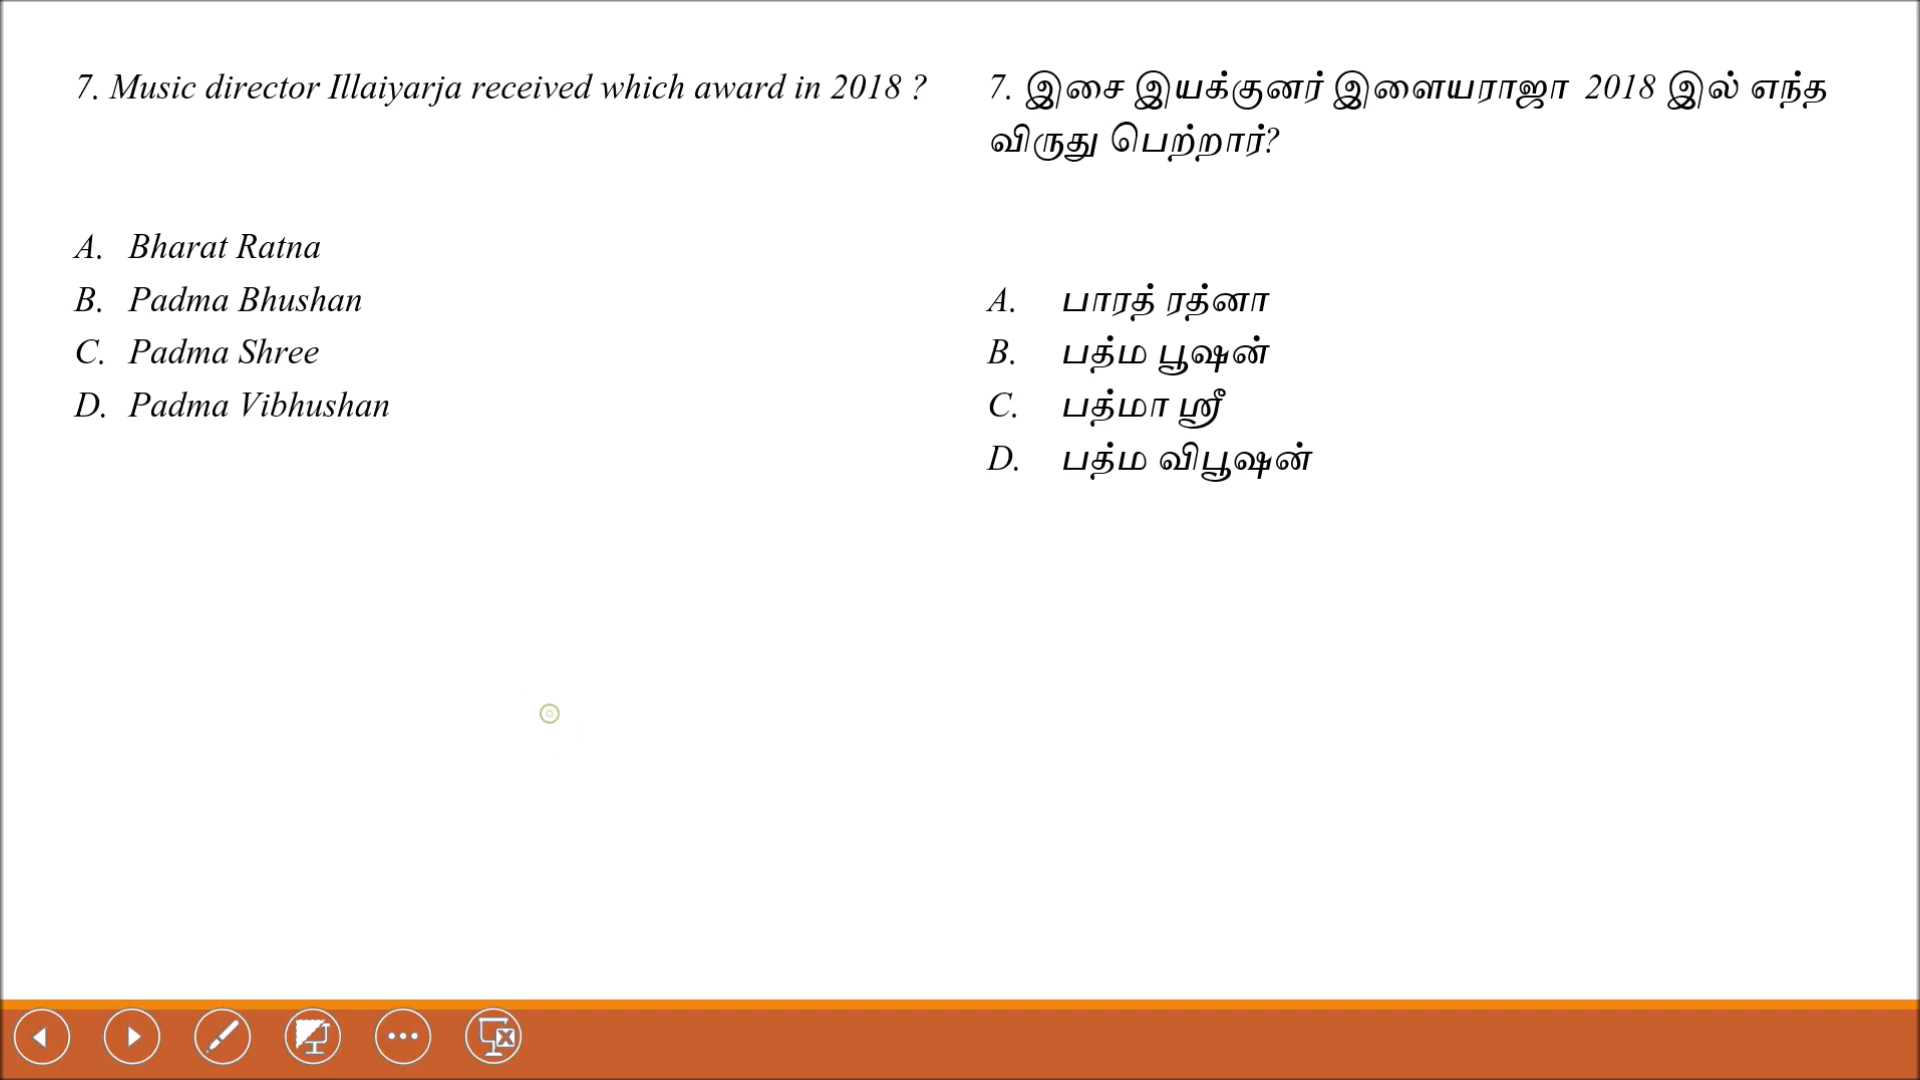 7. Music director Illaiyarja received which award in 2018 ?
A. Bharat Ratna
B. Padma Bhushan
C. Padma Shree
D. Padma Vibhushan
7. இசை இயக்குனர் இளையராஜா 2018 இல் எந்த
விருது பெற்றார்?
A. பாரத் ரத்னா
B. பத்ம பூஷன்
C. பத்மா ஸ்ரீ
D. பத்ம விபூஷன்